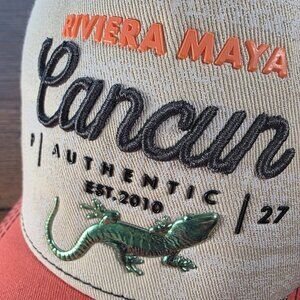 RIVIERA MAYA
Cancun
AUTHENTIC
EST.2010
27